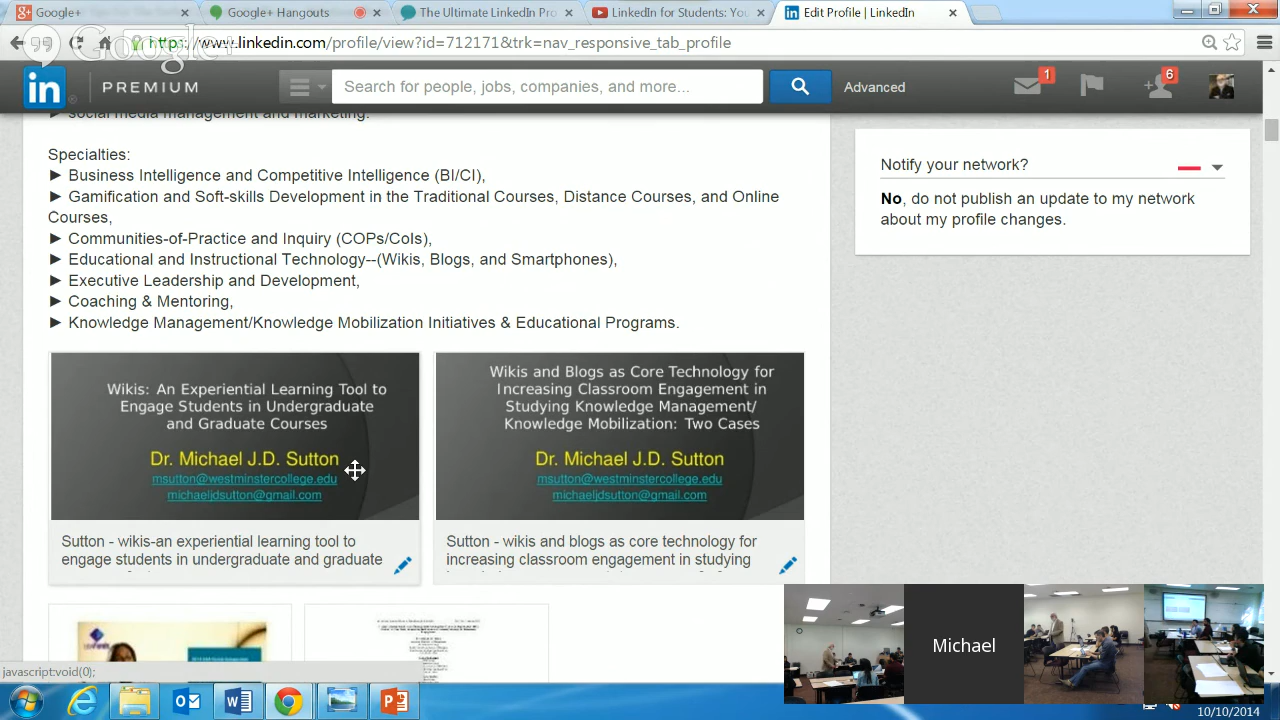 Google+
Google+ Hangouts
The Ultimate LinkedIn Pro
LinkedIn for Students: You
Edit Profile | LinkedIn
Google+
https://www.linkedin.com/profile/view?id=712171&trk=nav_responsive_tab_profile
in
PREMIUM
Search for people, jobs, companies, and more...
Advanced
1
6
► social media management and marketing.
Specialties:
► Business Intelligence and Competitive Intelligence (BI/CI),
► Gamification and Soft-skills Development in the Traditional Courses, Distance Courses, and Online
Courses,
► Communities-of-Practice and Inquiry (COPs/CoIs),
► Educational and Instructional Technology--(Wikis, Blogs, and Smartphones),
► Executive Leadership and Development,
► Coaching & Mentoring,
► Knowledge Management/Knowledge Mobilization Initiatives & Educational Programs.
Notify your network?
No, do not publish an update to my network
about my profile changes.
Wikis: An Experiential Learning Tool to
Engage Students in Undergraduate
and Graduate Courses
Dr. Michael J.D. Sutton
msutton@westminstercollege.edu
michaeljdsutton@gmail.com
Sutton - wikis-an experiential learning tool to
engage students in undergraduate and graduate
Wikis and Blogs as Core Technology for
Increasing Classroom Engagement in
Studying Knowledge Management/
Knowledge Mobilization: Two Cases
Dr. Michael J.D. Sutton
msutton@westminstercollege.edu
michaeljdsutton@gmail.com
Sutton - wikis and blogs as core technology for
increasing classroom engagement in studying
javascript:void(0);
Michael
10/10/2014